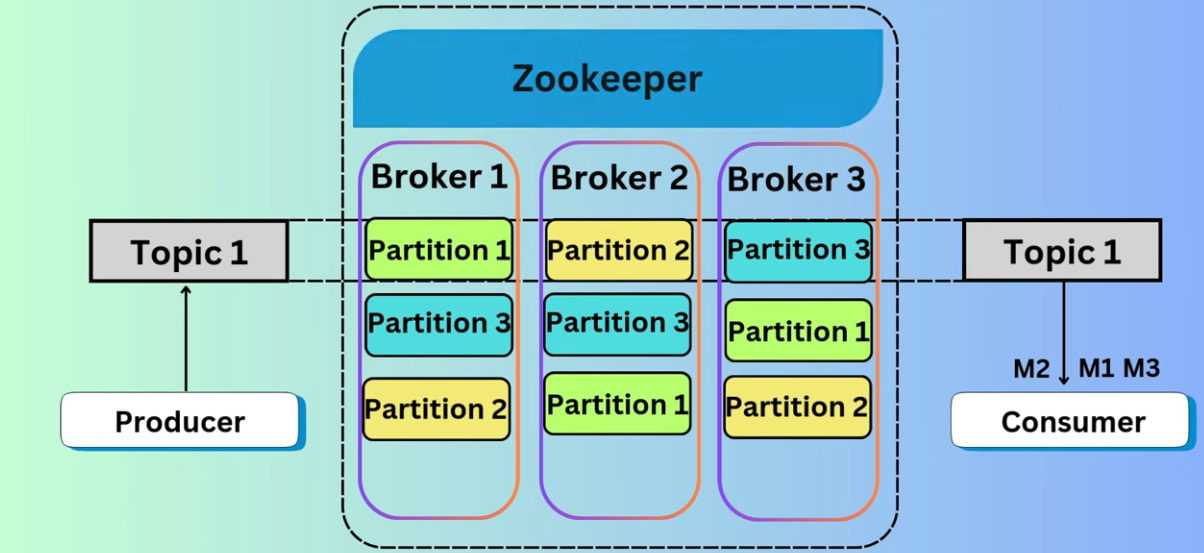 Zookeeper
Broker 1
Broker 2
Broker 3
Topic 1
Partition 1
Partition 2
Partition 3
Topic 1
Partition 3
Partition 3
Partition 1
M2
M1 M3
Producer
Partition 2
Partition 1
Partition 2
Consumer